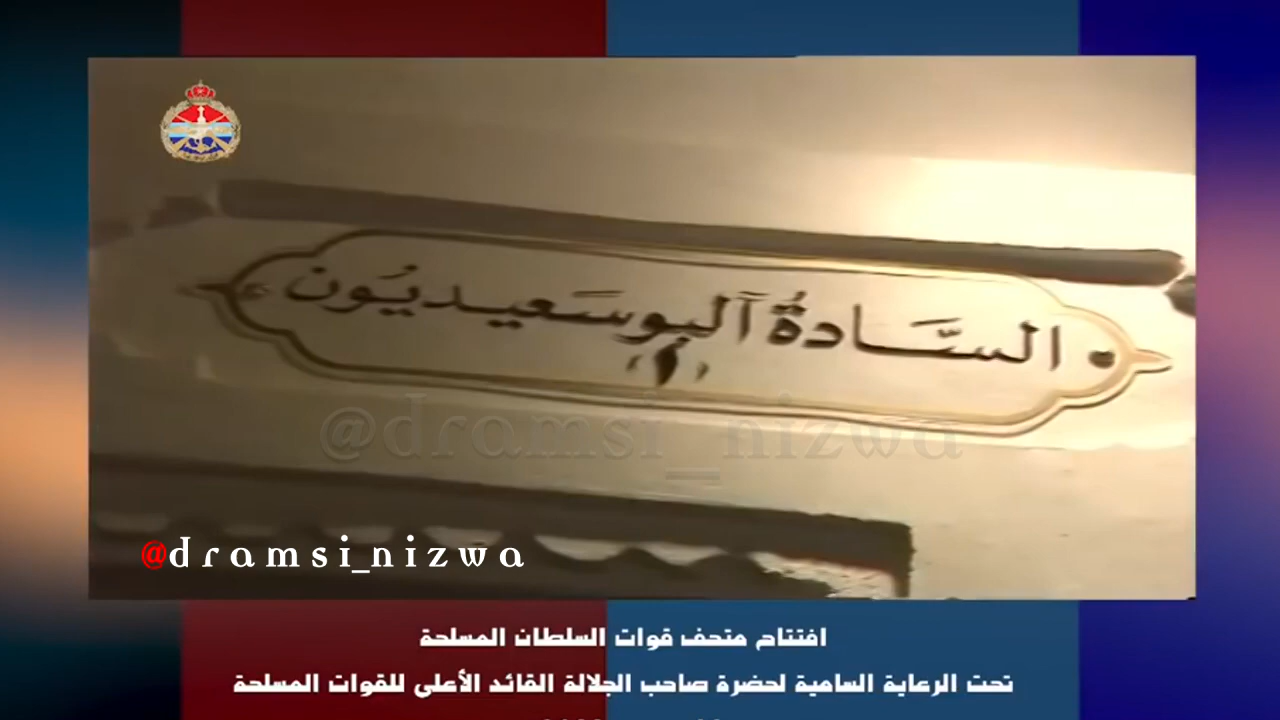 السَّادةُ آلبوسَعيديُون
@dramsi_nizwa
@dramsi_nizwa
افتتاح متحف قوات السلطان المسلحة
تحت الرعاية السامية لحضرة صاحب الجلالة القائد الأعلى للقوات المسلحة